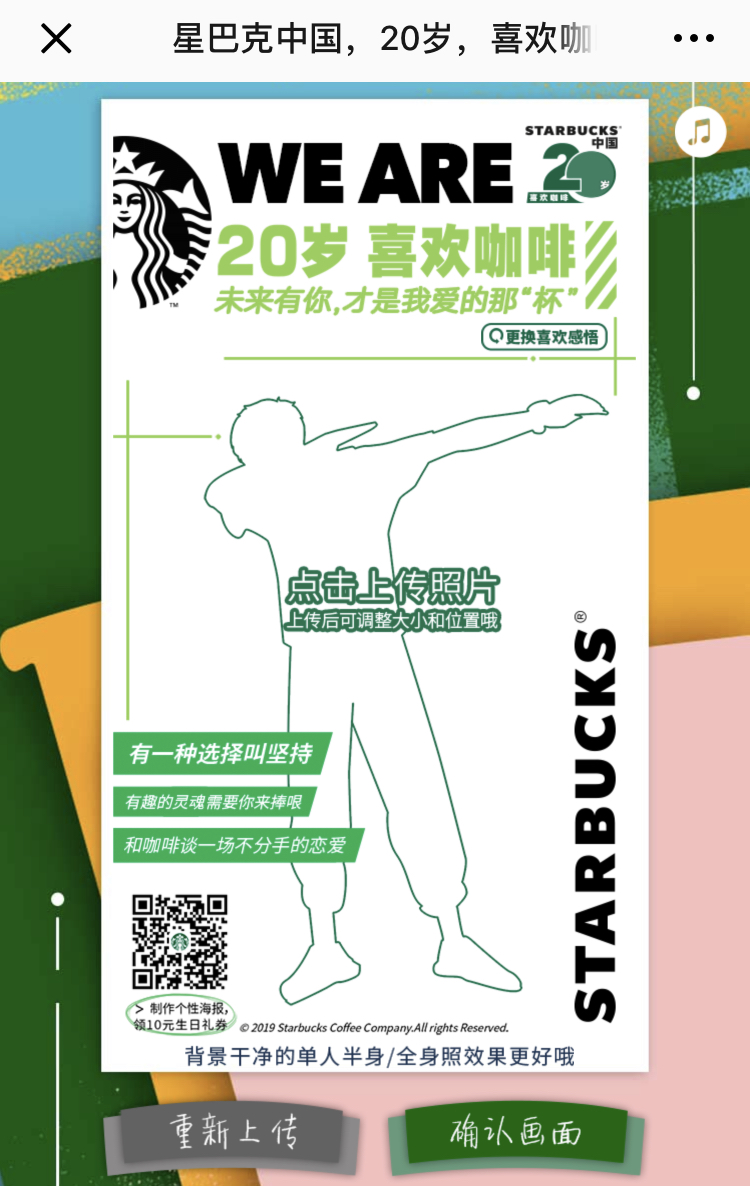 星巴克中国，20岁，喜欢咖
WE ARE
STARBUCKS®
中国
20岁
喜欢咖啡
20岁 喜欢咖啡
未来有你,才是我爱的那“杯”
TM
更换喜欢感悟
点击上传照片
上传后可调整大小和位置哦
STARBUCKS®
有一种选择叫坚持
有趣的灵魂需要你来捧哏
和咖啡谈一场不分手的恋爱
> 制作个性海报,
领10元生日礼券
© 2019 Starbucks Coffee Company.All rights Reserved.
背景干净的单人半身/全身照效果更好哦
重新上传
确认画面